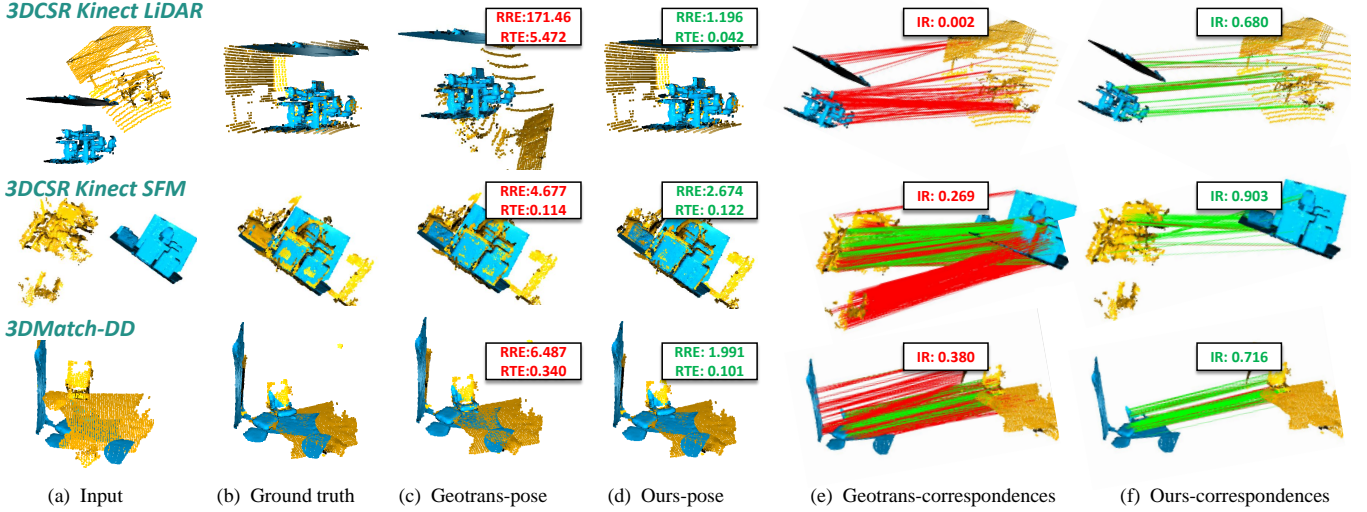 3DCSR Kinect LiDAR
RRE:171.46
RTE:5.472
RRE:1.196
RTE: 0.042
IR: 0.002
IR: 0.680
3DCSR Kinect SFM
RRE:4.677
RTE:0.114
RRE:2.674
RTE: 0.122
IR: 0.269
IR: 0.903
3DMatch-DD
RRE:6.487
RTE:0.340
RRE: 1.991
RTE: 0.101
IR: 0.380
IR: 0.716
(a) Input
(b) Ground truth
(c) Geotrans-pose
(d) Ours-pose
(e) Geotrans-correspondences
(f) Ours-correspondences